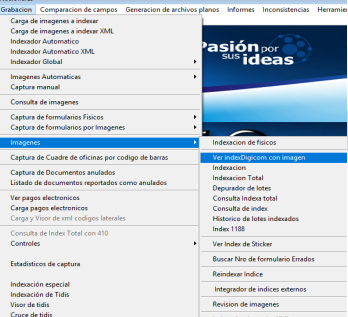 Grabacion Comparacion de campos Generacion de archivos planos Informes Inconsistencias Herramie
Carga de imagenes a indexar
Carga de imagenes a indexar XML
Indexador Automatico
Indexador Automatico XML
Indexador Global
Imagenes Automaticas
Captura manual
Consulta de imagenes
Captura de formularios Fisicos
Captura de formularios por Imagenes
Imagenes
Captura de Cuadre de oficinas por codigo de barras
Captura de Documentos anulados
Listado de documentos reportados como anulados
Ver pagos electronicos
Carga pagos electronicos
Carga y Visor de xml codigos laterales
Consulta de Index Total con 410
Controles
Estadisticos de captura
Indexación especial
Indexación de Tidis
Visor de tidis
Cruce de tidis
Pasión por
sus ideas
Indexacion de fisicos
Ver indexDigicom con imagen
Indexacion
Indexacion Total
Depurador de lotes
Consulta Indexa total
Consulta de index
Historico de lotes indexados
Index 1188
Ver Index de Sticker
Buscar Nro de formulario Errados
Reindexar Indice
Integrador de indices externos
Revision de imagenes